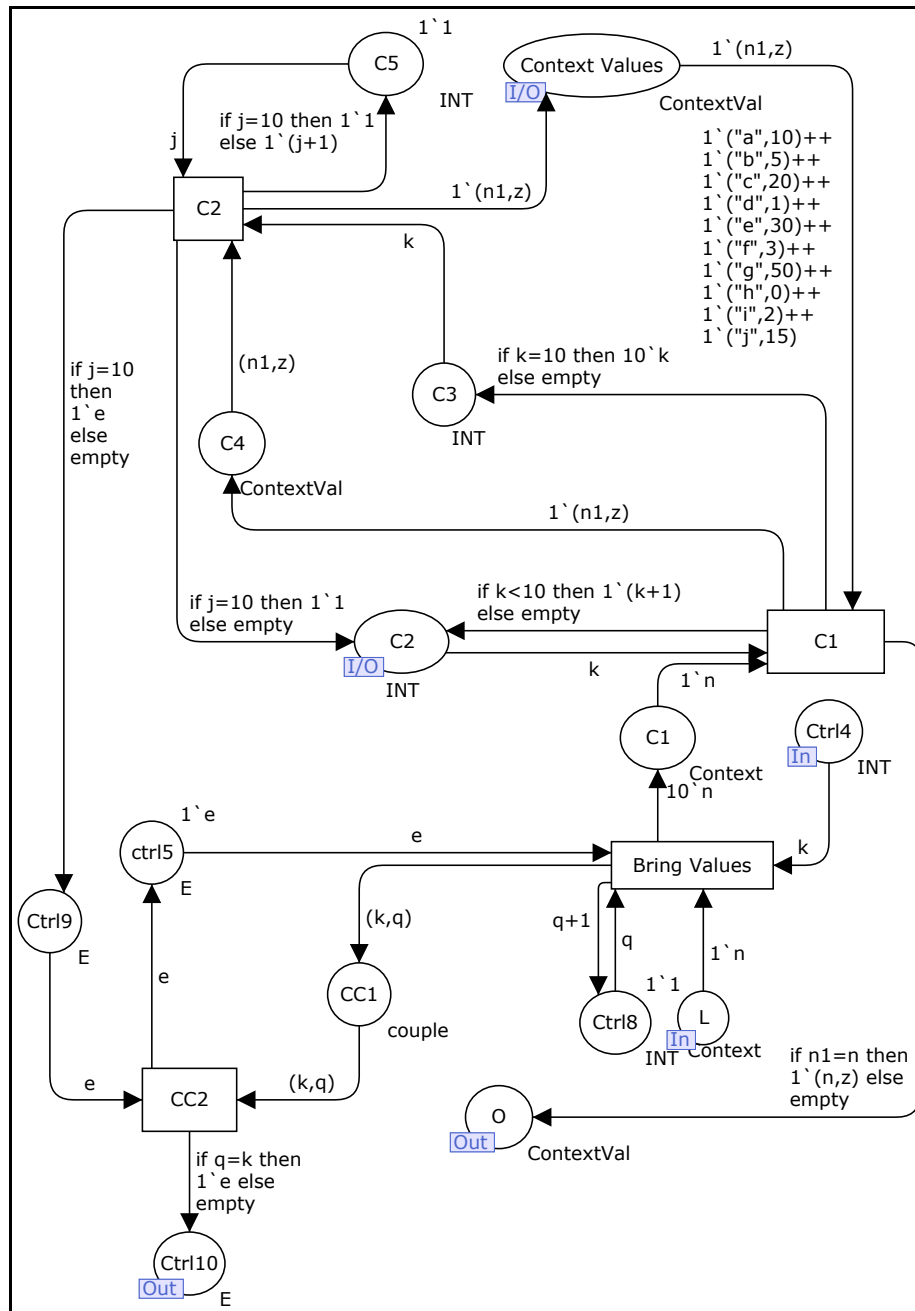 1`1
C5
INT
Context Values
I/O
1`(n1,z)
ContextVal
1`("a",10)++
1`("b",5)++
1`("c",20)++
1`("d",1)++
1`("e",30)++
1`("f",3)++
1`("g",50)++
1`("h",0)++
1`("i",2)++
1`("j",15)
if j=10 then 1`1
else 1`(j+1)
j
C2
1`(n1,z)
k
if j=10
then
1`e
else
empty
(n1,z)
C3
INT
if k=10 then 10`k
else empty
C4
ContextVal
1`(n1,z)
if j=10 then 1`1
else empty
C2
I/O
INT
if k<10 then 1`(k+1)
else empty
k
C1
1`n
C1
Context
10`n
Ctrl4
In
INT
k
1`e
ctrl5
E
e
Bring Values
Ctrl9
E
(k,q)
q+1
q
1`n
e
CC1
couple
1`1
Ctrl8
INT
L
In
Context
e
CC2
(k,q)
if n1=n then
1`(n,z) else
empty
O
Out
ContextVal
if q=k then
1`e else
empty
Ctrl10
Out
E